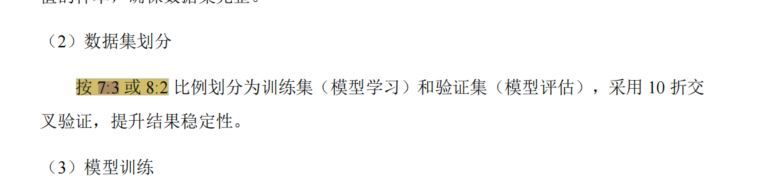 （2）数据集划分
按 7:3 或 8:2 比例划分为训练集（模型学习）和验证集（模型评估），采用 10 折交
叉验证，提升结果稳定性。
（3）模型训练